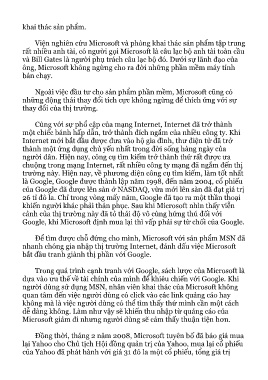 khai thác sản phẩm.
Viện nghiên cứu Microsoft và phòng khai thác sản phẩm tập trung
rất nhiều anh tài, có người gọi Microsoft là câu lạc bộ anh tài toàn cầu
và Bill Gates là người phụ trách câu lạc bộ đó. Dưới sự lãnh đạo của
ông, Microsoft không ngừng cho ra đời những phần mềm máy tính
bán chạy.
Ngoài việc đầu tư cho sản phẩm phần mềm, Microsoft cũng có
những động thái thay đổi tích cực không ngừng để thích ứng với sự
thay đổi của thị trường.
Cùng với sự phổ cập của mạng Internet, Internet đã trở thành
một chiếc bánh hấp dẫn, trở thành đích ngắm của nhiều công ty. Khi
Internet mới bắt đầu được đưa vào hộ gia đình, thư điện tử đã trở
thành một ứng dụng chủ yếu nhất trong đời sống hàng ngày của
người dân. Hiện nay, công cụ tìm kiếm trở thành thứ rất được ưa
chuộng trong mạng Internet, rất nhiều công ty mạng đã ngắm đến thị
trường này. Hiện nay, về phương diện công cụ tìm kiếm, làm tốt nhất
là Google, Google được thành lập năm 1998, đến năm 2004, cổ phiếu
của Google đã được lên sàn ở NASDAQ, vừa mới lên sàn đã đạt giá trị
26 tỉ đô la. Chỉ trong vòng mấy năm, Google đã tạo ra một thần thoại
khiến người khác phải thán phục. Sau khi Microsoft nhìn thấy viễn
cảnh của thị trường này đã tỏ thái độ vô cùng hứng thú đối với
Google, khi Microsoft định mua lại thì vấp phải sự từ chối của Google.
Để tìm được chỗ đứng cho mình, Microsoft với sản phẩm MSN đã
nhanh chóng gia nhập thị trường Internet, đánh dấu việc Microsoft
bắt đầu tranh giành thị phần với Google.
Trong quá trình cạnh tranh với Google, sách lược của Microsoft là
dựa vào ưu thế về tài chính của mình để khiêu chiến với Google. Khi
người dùng sử dụng MSN, nhân viên khai thác của Microsoft không
quan tâm đến việc người dùng có click vào các link quảng cáo hay
không mà là việc người dùng có thể tìm thấy thứ mình cần một cách
dễ dàng không. Làm như vậy sẽ khiến thu nhập từ quảng cáo của
Microsoft giảm đi nhưng người dùng sẽ cảm thấy thuận tiện hơn.
Đồng thời, tháng 2 năm 2008, Microsoft tuyên bố đã báo giá mua
lại Yahoo cho Chủ tịch Hội đồng quản trị của Yahoo, mua lại cổ phiếu
của Yahoo đã phát hành với giá 31 đô la một cổ phiếu, tổng giá trị